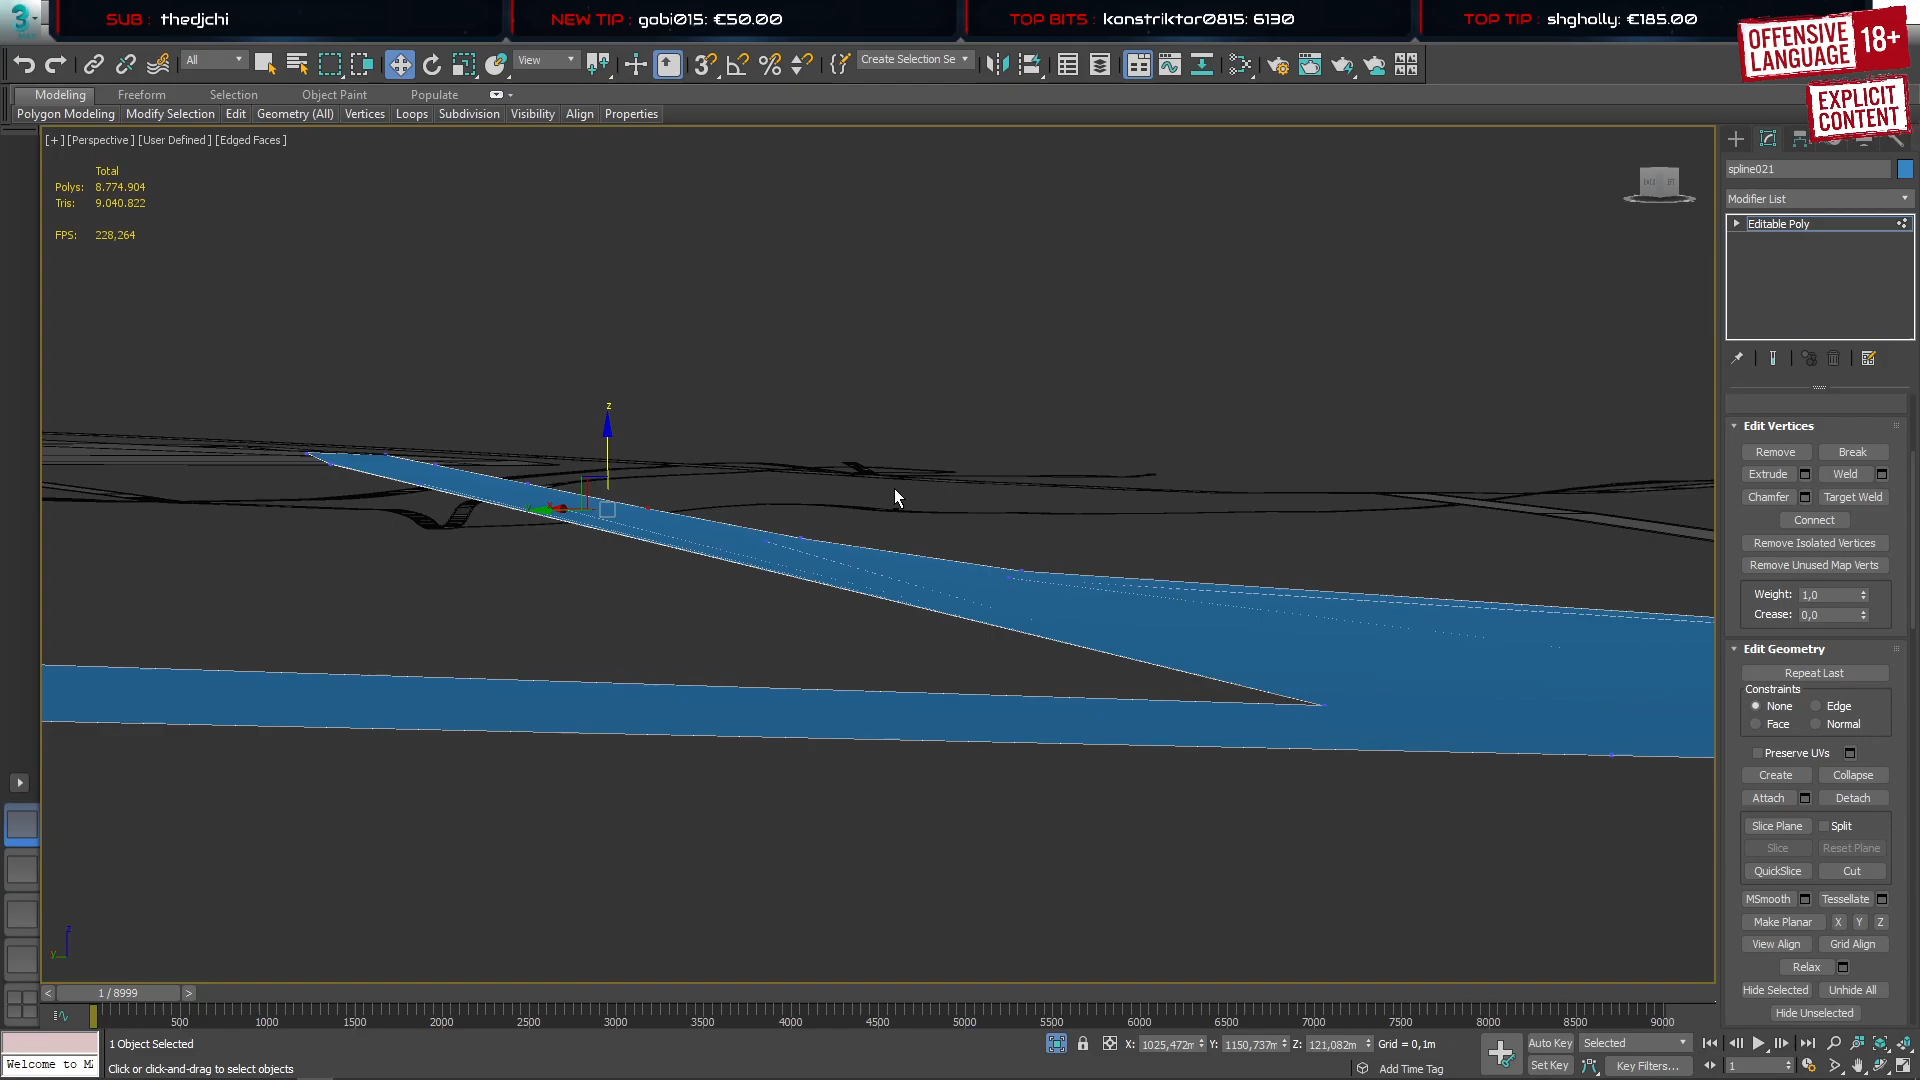 SUB : thedjchi
NEW TIP : gobi015: €50.00
TOP BITS : konstriktor0815: 6130
TOP TIP : shgholly: €185.00
OFFENSIVE LANGUAGE 18+
EXPLICIT CONTENT
All
View
Create Selection Se
Modeling Freeform Selection Object Paint Populate
Polygon Modeling Modify Selection Edit Geometry (All) Vertices Loops Subdivision Visibility Align Properties
[+] [Perspective] [User Defined] [Edged Faces]
Total
Polys: 8.774.904
Tris: 9.040.822
FPS: 228,264
z
spline021
Modifier List
Editable Poly
Edit Vertices
Remove Break
Extrude Weld
Chamfer Target Weld
Connect
Remove Isolated Vertices
Remove Unused Map Verts
Weight: 1,0
Crease: 0,0
Edit Geometry
Repeat Last
Constraints
None Edge
Face Normal
Preserve UVs
Create Collapse
Attach Detach
Slice Plane Split
Slice Reset Plane
QuickSlice Cut
MSmooth Tessellate
Make Planar X Y Z
View Align Grid Align
Relax
Hide Selected Unhide All
Hide Unselected
z
y
< 1 / 8999 >
500 1000 1500 2000 2500 3000 3500 4000 4500 5000 5500 6000 6500 7000 7500 8000 8500 9000
1 Object Selected
X: 1025,472m Y: 1150,737m Z: 121,082m Grid = 0,1m
Auto Key Selected
Welcome to M
Click or click-and-drag to select objects
Add Time Tag
Set Key Key Filters...
1